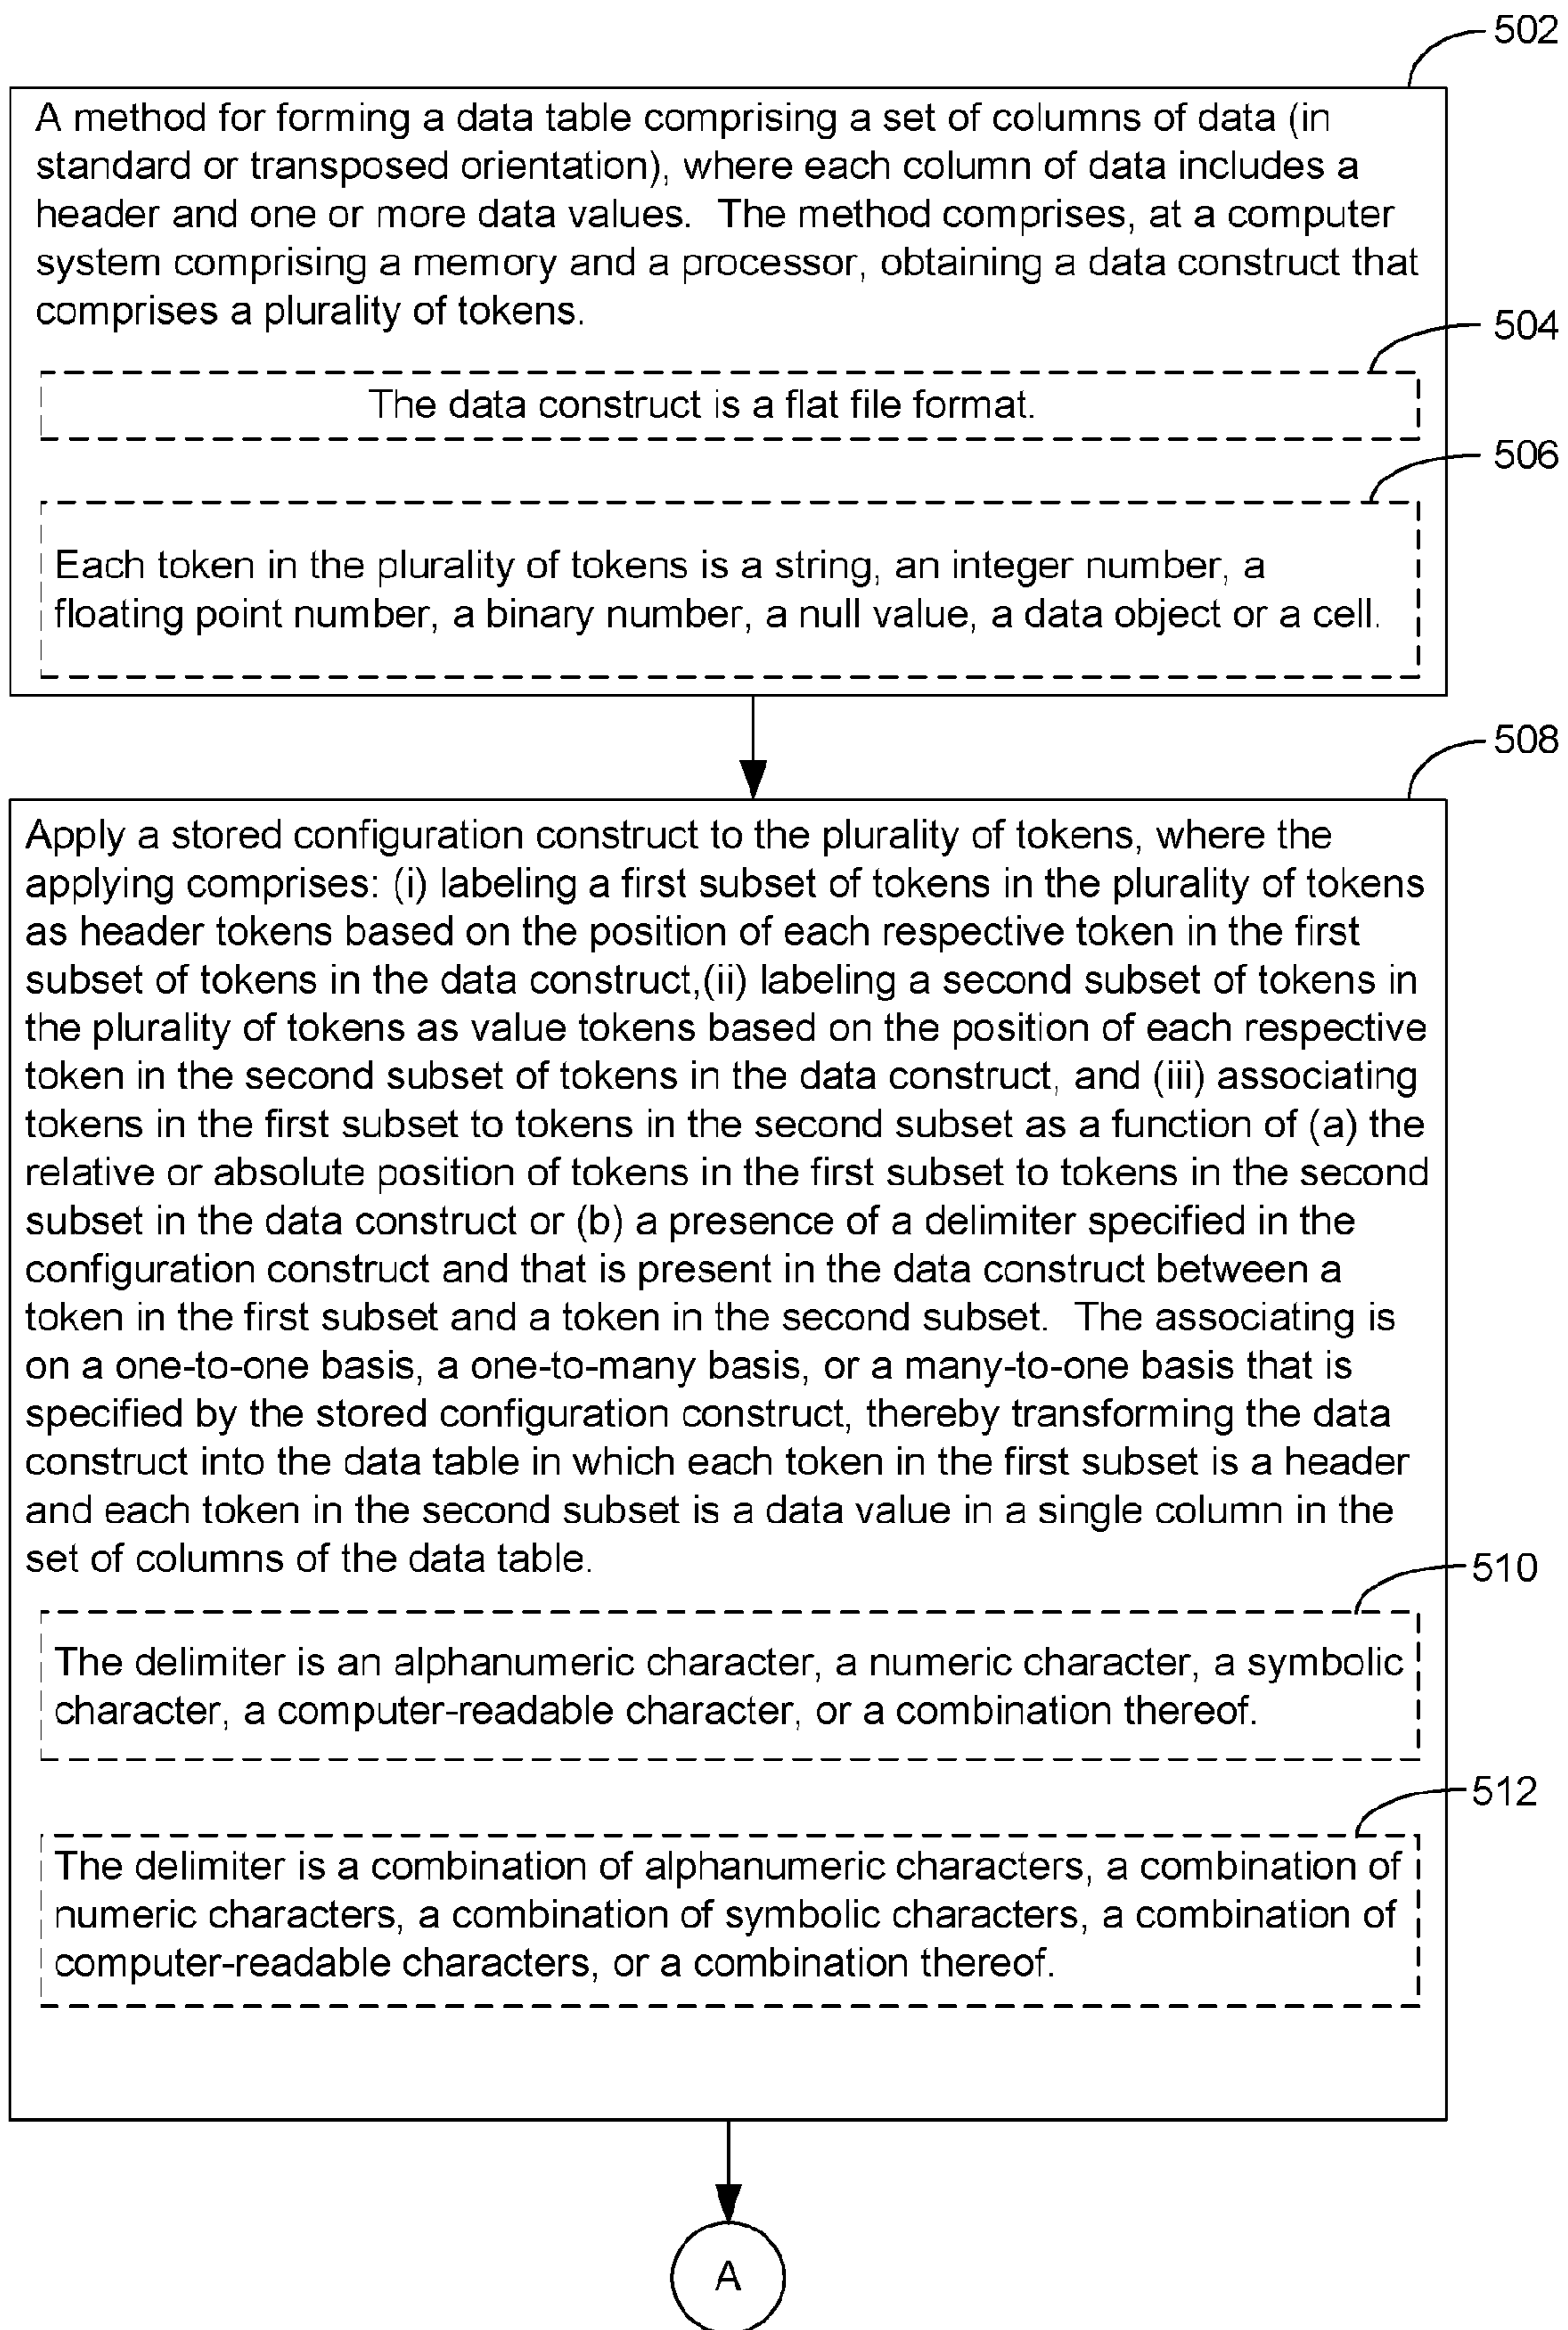 502
A method for forming a data table comprising a set of columns of data (in
standard or transposed orientation), where each column of data includes a
header and one or more data values.  The method comprises, at a computer
system comprising a memory and a processor, obtaining a data construct that
comprises a plurality of tokens.
504
The data construct is a flat file format.
506
Each token in the plurality of tokens is a string, an integer number, a
floating point number, a binary number, a null value, a data object or a cell.
508
Apply a stored configuration construct to the plurality of tokens, where the
applying comprises: (i) labeling a first subset of tokens in the plurality of tokens
as header tokens based on the position of each respective token in the first
subset of tokens in the data construct,(ii) labeling a second subset of tokens in
the plurality of tokens as value tokens based on the position of each respective
token in the second subset of tokens in the data construct, and (iii) associating
tokens in the first subset to tokens in the second subset as a function of (a) the
relative or absolute position of tokens in the first subset to tokens in the second
subset in the data construct or (b) a presence of a delimiter specified in the
configuration construct and that is present in the data construct between a
token in the first subset and a token in the second subset.  The associating is
on a one-to-one basis, a one-to-many basis, or a many-to-one basis that is
specified by the stored configuration construct, thereby transforming the data
construct into the data table in which each token in the first subset is a header
and each token in the second subset is a data value in a single column in the
set of columns of the data table.
510
The delimiter is an alphanumeric character, a numeric character, a symbolic
character, a computer-readable character, or a combination thereof.
512
The delimiter is a combination of alphanumeric characters, a combination of
numeric characters, a combination of symbolic characters, a combination of
computer-readable characters, or a combination thereof.
A